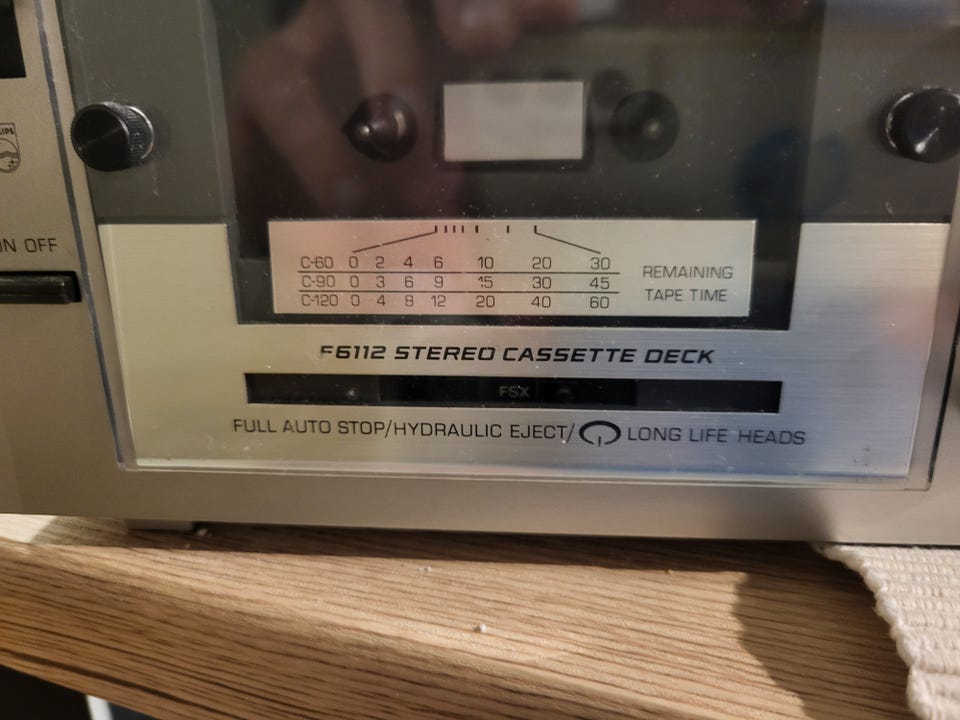 LIPS
ON OFF
C-60 0 2 4 6 10 20 30
C-90 0 3 6 9 15 30 45
C-120 0 4 8 12 20 40 60
REMAINING
TAPE TIME
F6112 STEREO CASSETTE DECK
FSX
FULL AUTO STOP/HYDRAULIC EJECT/ LONG LIFE HEADS